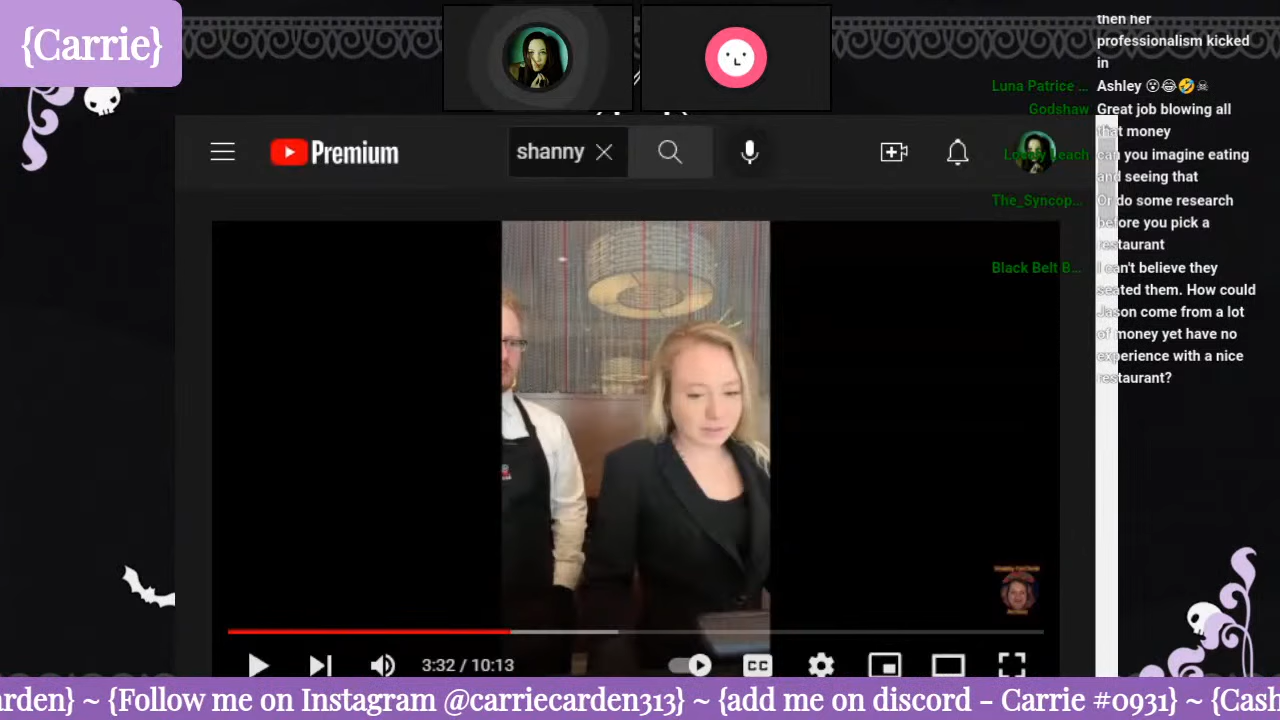 {Carrie}
then her
professionalism kicked
in
Luna Patrice ... Ashley 😮😂🤣☠
Godshaw Great job blowing all
that money
Leach can you imagine eating
and seeing that
The_Syncop... Or do some research
before you pick a
restaurant
Black Belt B... I can't believe they
seated them. How could
Jason come from a lot
of money yet have no
experience with a nice
restaurant?
Premium
shanny
3:32 / 10:13
CC
arden} ~ {Follow me on Instagram @carriecarden313} ~ {add me on discord - Carrie #0931} ~ {Cash